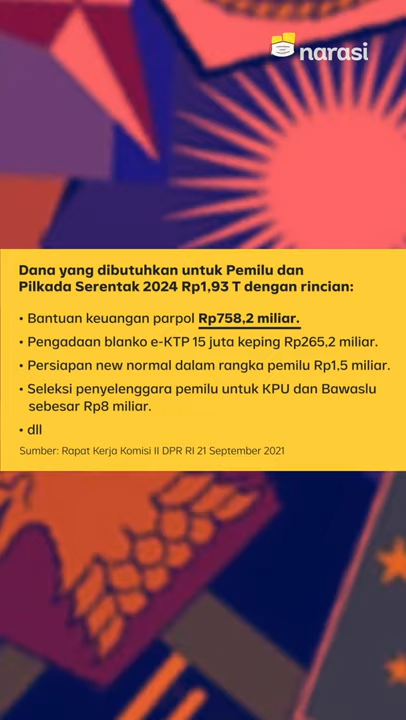 narasi
Dana yang dibutuhkan untuk Pemilu dan
Pilkada Serentak 2024 Rp1,93 T dengan rincian:
• Bantuan keuangan parpol Rp758,2 miliar.
• Pengadaan blanko e-KTP 15 juta keping Rp265,2 miliar.
• Persiapan new normal dalam rangka pemilu Rp1,5 miliar.
• Seleksi penyelenggara pemilu untuk KPU dan Bawaslu
sebesar Rp8 miliar.
• dll
Sumber: Rapat Kerja Komisi II DPR RI 21 September 2021